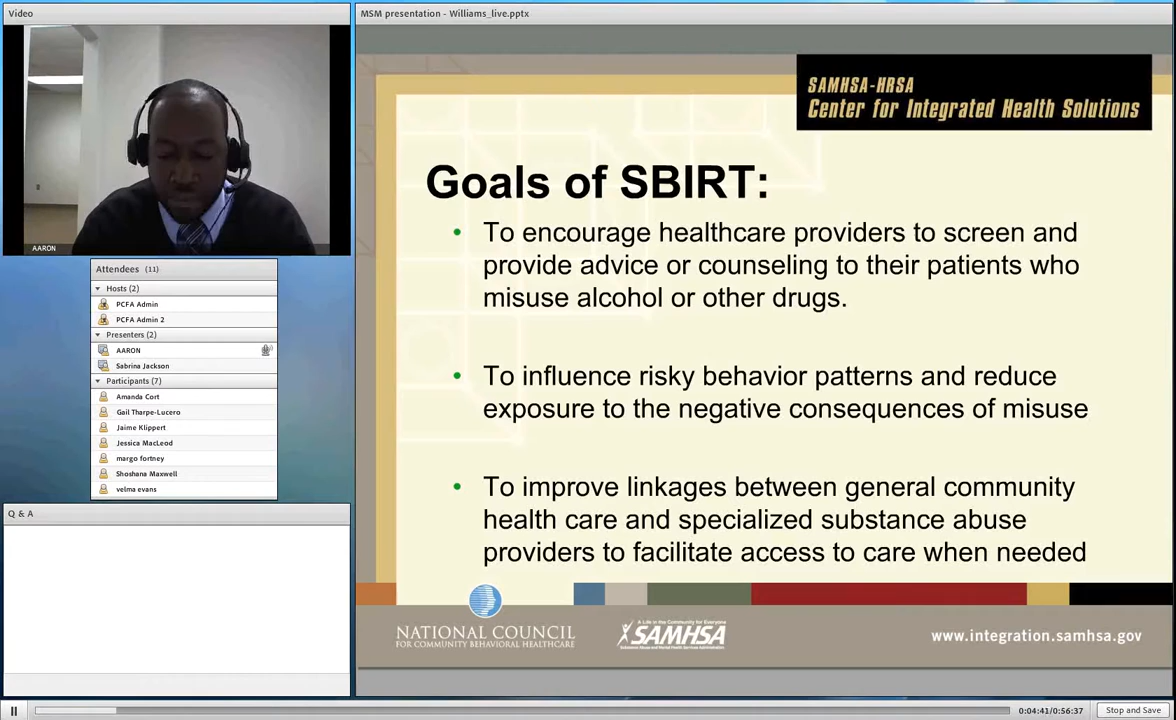 Video
AARON
Attendees (11)
Hosts (2)
PCFA Admin
PCFA Admin 2
Presenters (2)
AARON
Sabrina Jackson
Participants (7)
Amanda Cort
Gail Tharpe-Lucero
Jaime Klippert
Jessica MacLeod
margo fortney
Shoshana Maxwell
velma evans
Q & A
MSM presentation - Williams_live.pptx
SAMHSA-HRSA
Center for Integrated Health Solutions
Goals of SBIRT:
• To encourage healthcare providers to screen and
provide advice or counseling to their patients who
misuse alcohol or other drugs.
• To influence risky behavior patterns and reduce
exposure to the negative consequences of misuse
• To improve linkages between general community
health care and specialized substance abuse
providers to facilitate access to care when needed
NATIONAL COUNCIL
FOR COMMUNITY BEHAVIORAL HEALTHCARE
A Life in the Community for Everyone
SAMHSA
Substance Abuse and Mental Health Services Administration
www.integration.samhsa.gov
0:04:41/0:56:37
Stop and Save